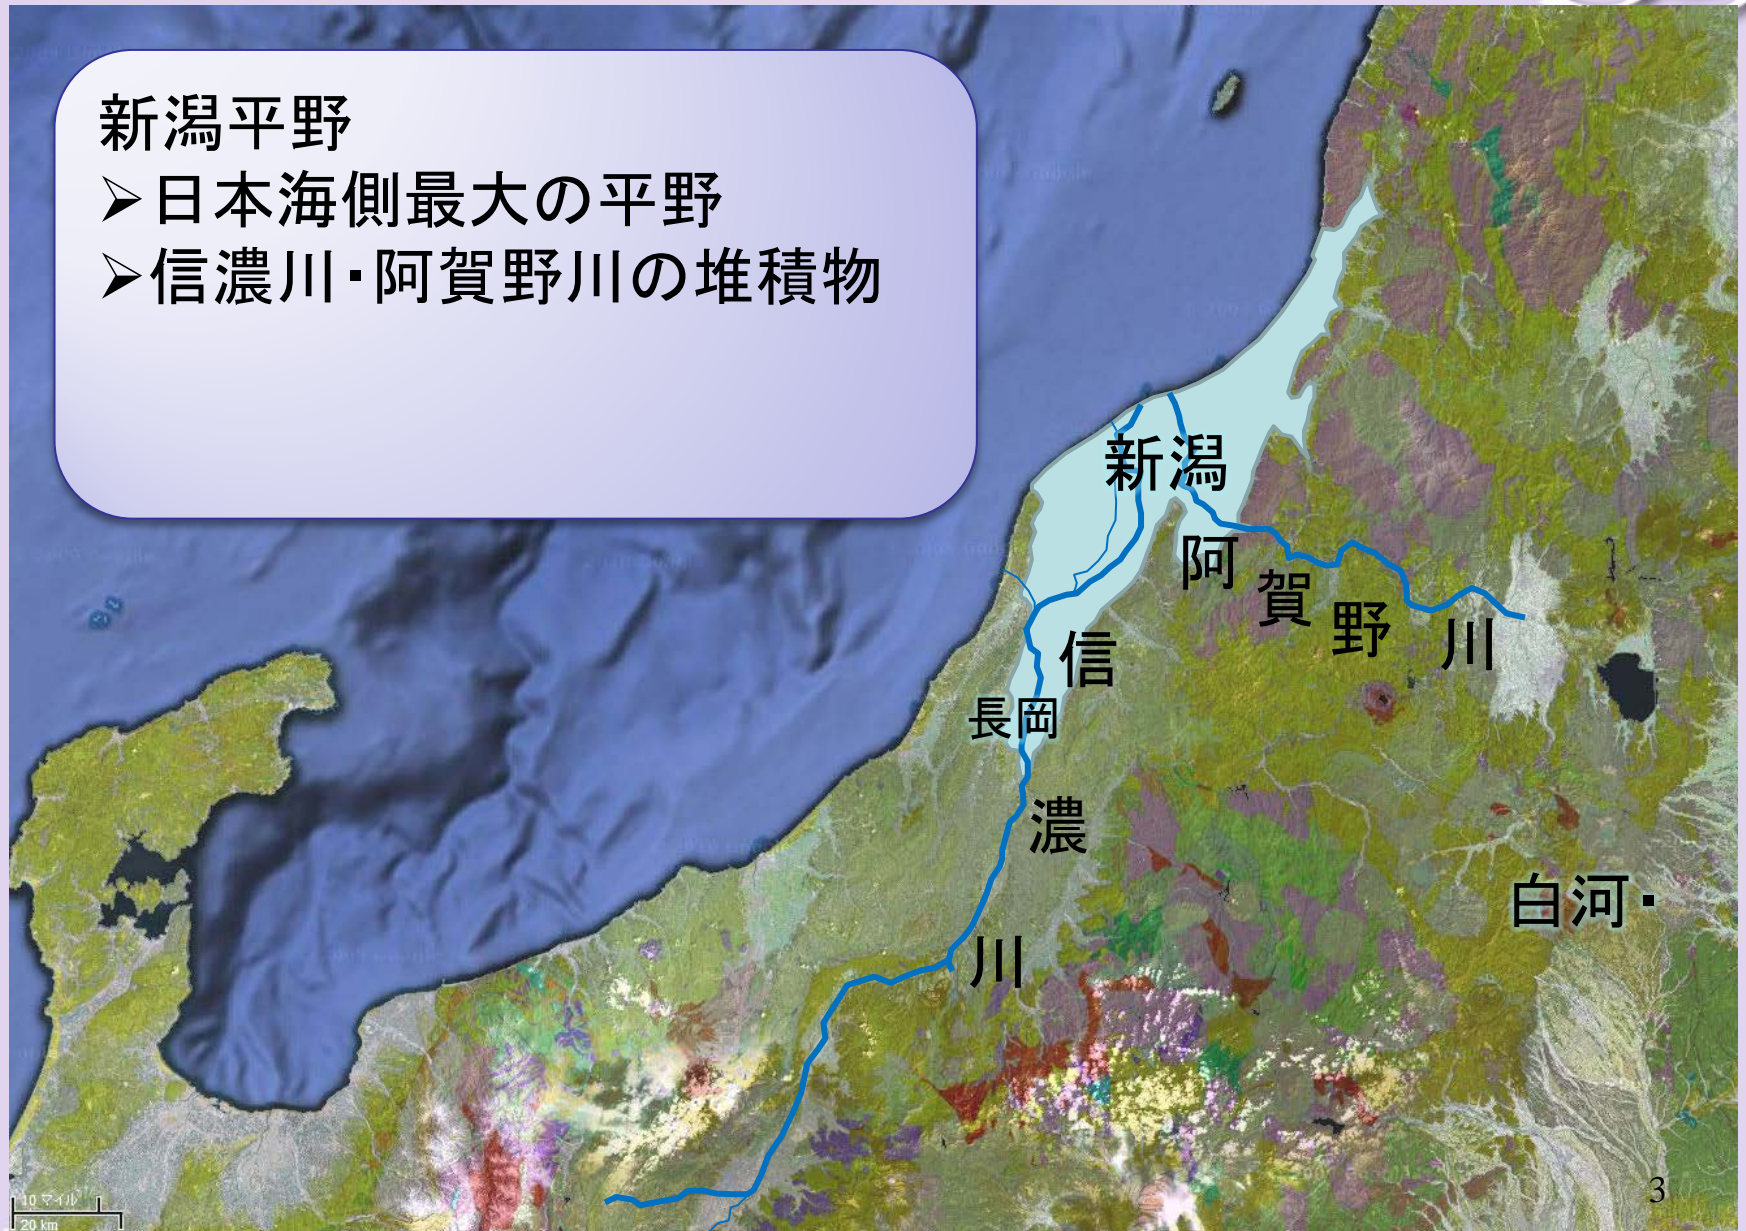 新潟平野
➢日本海側最大の平野
➢信濃川・阿賀野川の堆積物
新潟
阿賀野川
信濃川
長岡
白河・
10 マイル
20 km
3